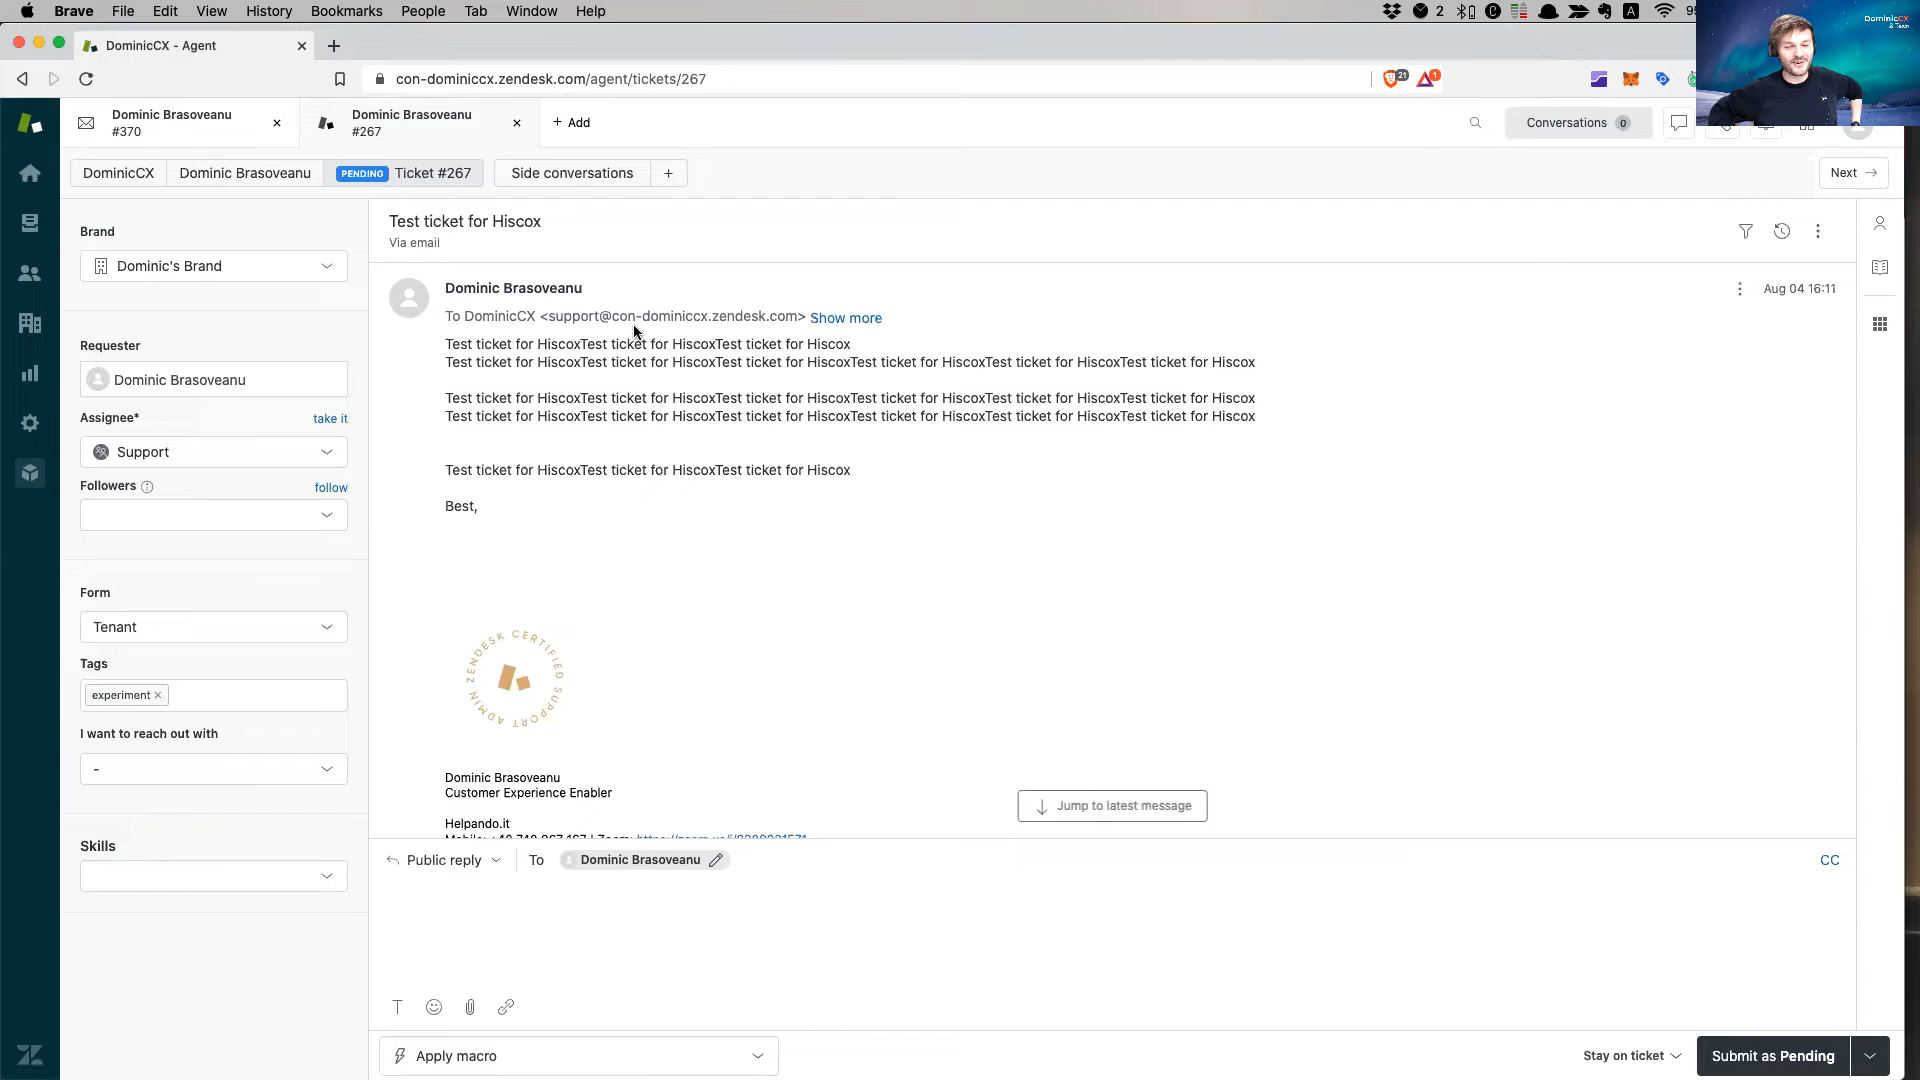 Brave File Edit View History Bookmarks People Tab Window Help
2
DominicCX
& Team
DominicCX - Agent
con-dominiccx.zendesk.com/agent/tickets/267
21
1
Dominic Brasoveanu
#370
Dominic Brasoveanu
#267
+ Add
Conversations 0
DominicCX
Dominic Brasoveanu
PENDING Ticket #267
Side conversations
+
Next
Brand
Dominic's Brand
Requester
Dominic Brasoveanu
Assignee* take it
Support
Followers follow
Form
Tenant
Tags
experiment ×
I want to reach out with
-
Skills
Test ticket for Hiscox
Via email
Dominic Brasoveanu
Aug 04 16:11
To DominicCX <support@con-dominiccx.zendesk.com> Show more
Test ticket for HiscoxTest ticket for HiscoxTest ticket for Hiscox
Test ticket for HiscoxTest ticket for HiscoxTest ticket for HiscoxTest ticket for HiscoxTest ticket for HiscoxTest ticket for Hiscox
Test ticket for HiscoxTest ticket for HiscoxTest ticket for HiscoxTest ticket for HiscoxTest ticket for HiscoxTest ticket for Hiscox
Test ticket for HiscoxTest ticket for HiscoxTest ticket for HiscoxTest ticket for HiscoxTest ticket for HiscoxTest ticket for Hiscox
Test ticket for HiscoxTest ticket for HiscoxTest ticket for Hiscox
Best,
ZENDESK CERTIFIED SUPPORT ADMIN
Dominic Brasoveanu
Customer Experience Enabler
Helpando.it
Jump to latest message
Public reply To Dominic Brasoveanu CC
Apply macro
Stay on ticket
Submit as Pending